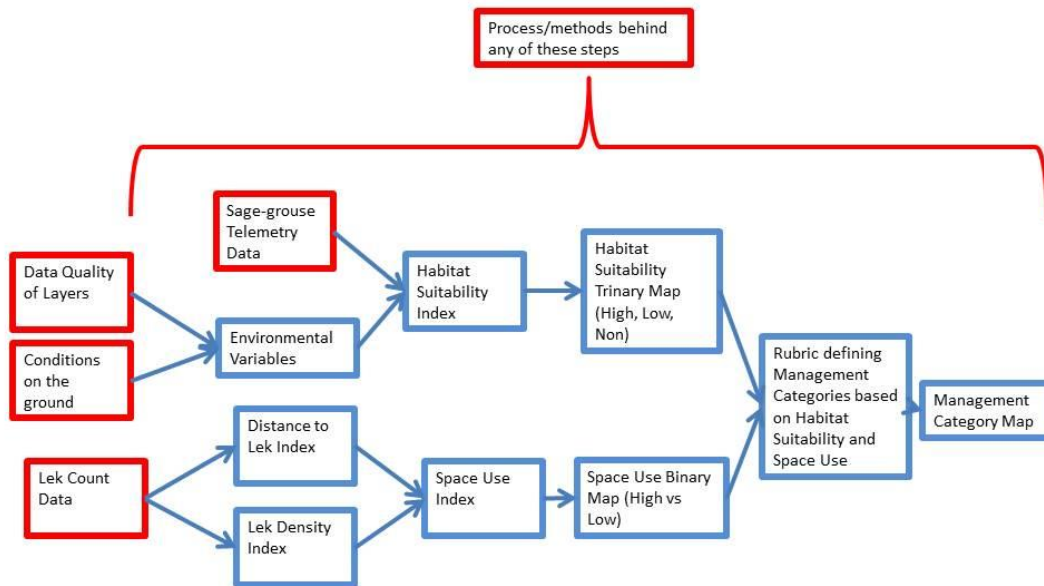 Process/methods behind
any of these steps
Sage-grouse
Telemetry
Data
Data Quality
of Layers
Habitat
Suitability
Index
Habitat
Suitability
Trinary Map
(High, Low,
Non)
Environmental
Variables
Conditions
on the
ground
Rubric defining
Management
Categories based
on Habitat
Suitability and
Space Use
Management
Category Map
Distance to
Lek Index
Lek Count
Data
Space Use
Index
Space Use Binary
Map (High vs
Low)
Lek Density
Index